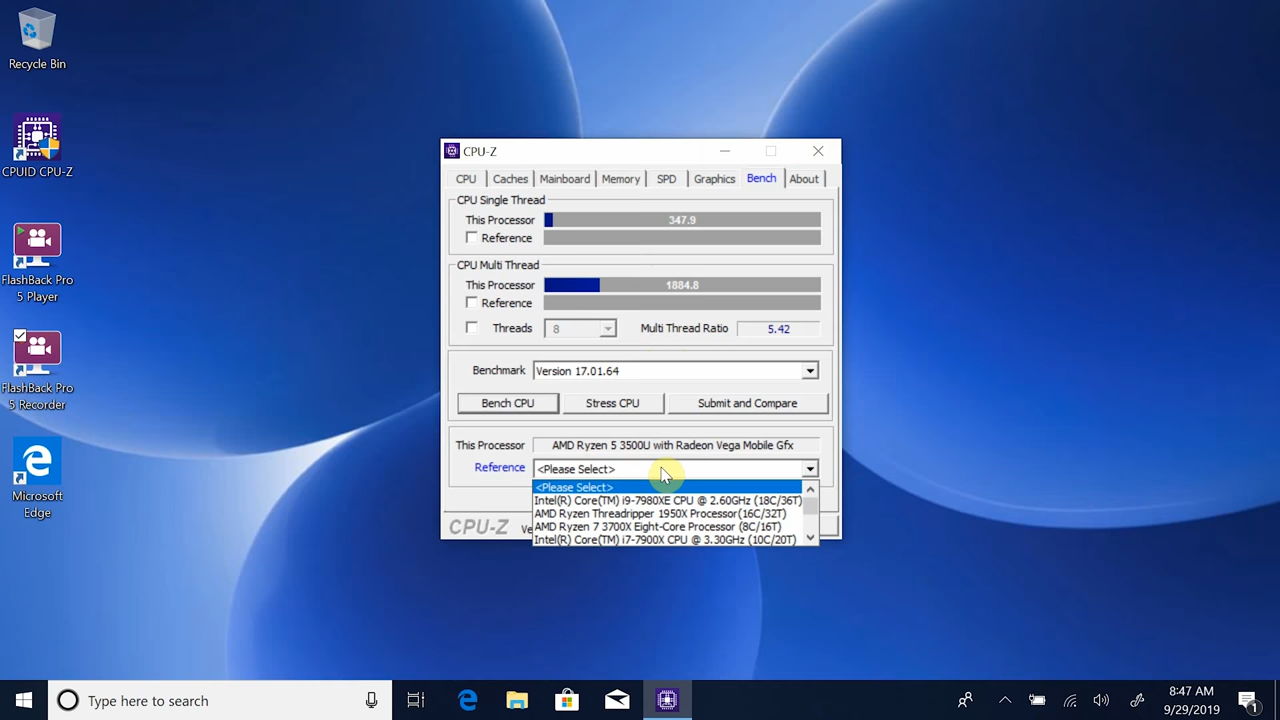 Recycle Bin
CPUID CPU-Z
FlashBack Pro
5 Player
FlashBack Pro
5 Recorder
Microsoft
Edge
CPU-Z
CPU
Caches
Mainboard
Memory
SPD
Graphics
Bench
About
CPU Single Thread
This Processor
347.9
Reference
CPU Multi Thread
This Processor
1884.8
Reference
Threads
8
Multi Thread Ratio
5.42
Benchmark
Version 17.01.64
Bench CPU
Stress CPU
Submit and Compare
This Processor
AMD Ryzen 5 3500U with Radeon Vega Mobile Gfx
Reference
<Please Select>
<Please Select>
Intel(R) Core(TM) i9-7980XE CPU @ 2.60GHz (18C/36T)
AMD Ryzen Threadripper 1950X Processor(16C/32T)
AMD Ryzen 7 3700X Eight-Core Processor (8C/16T)
Intel(R) Core(TM) i7-7900X CPU @ 3.30GHz (10C/20T)
CPU-Z
Type here to search
8:47 AM
9/29/2019
1